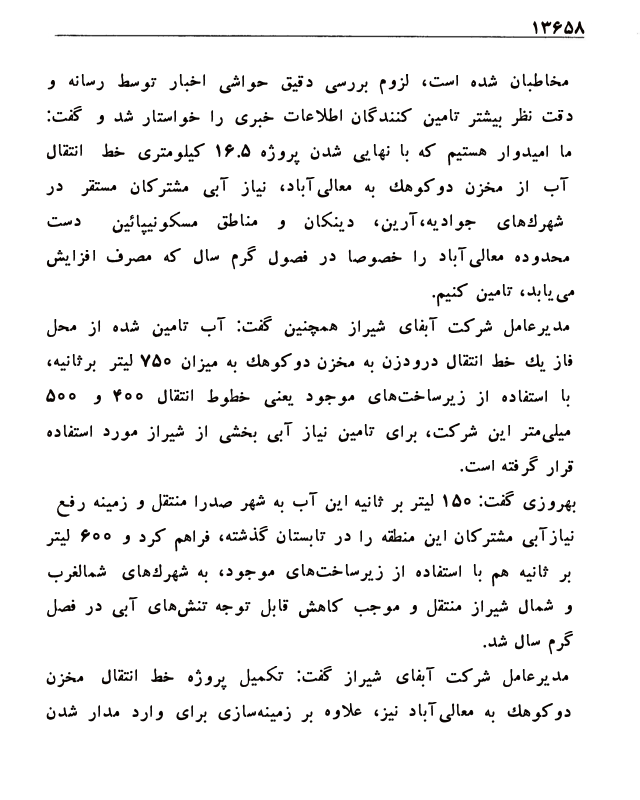 ۱۳۶۵۸
مخاطبان شده است، لزوم بررسی دقیق حواشی اخبار توسط رسانه و
دقت نظر بیشتر تامین کنندگان اطلاعات خبری را خواستار شد و گفت:
ما امیدوار هستیم که با نهایی شدن پروژه ۱۶.۵ کیلومتری خط انتقال
آب از مخزن دوکوهك به معالی‌آباد، نیاز آبی مشترکان مستقر در
شهرك‌های جوادیه،آرین، دینکان و مناطق مسکونیپائین دست
محدوده معالی‌آباد را خصوصا در فصول گرم سال که مصرف افزایش
می‌یابد، تامین کنیم.
مدیرعامل شرکت آبفای شیراز همچنین گفت: آب تامین شده از محل
فاز یك خط انتقال درودزن به مخزن دوکوهك به میزان ۷۵۰ لیتر برثانیه،
با استفاده از زیرساخت‌های موجود یعنی خطوط انتقال ۴۰۰ و ۵۰۰
میلی‌متر این شرکت، برای تامین نیاز آبی بخشی از شیراز مورد استفاده
قرار گرفته است.
بهروزی گفت: ۱۵۰ لیتر بر ثانیه این آب به شهر صدرا منتقل و زمینه رفع
نیازآبی مشترکان این منطقه را در تابستان گذشته، فراهم کرد و ۶۰۰ لیتر
بر ثانیه هم با استفاده از زیرساخت‌های موجود، به شهرك‌های شمالغرب
و شمال شیراز منتقل و موجب کاهش قابل توجه تنش‌های آبی در فصل
گرم سال شد.
مدیرعامل شرکت آبفای شیراز گفت: تکمیل پروژه خط انتقال مخزن
دوکوهك به معالی‌آباد نیز، علاوه بر زمینه‌سازی برای وارد مدار شدن